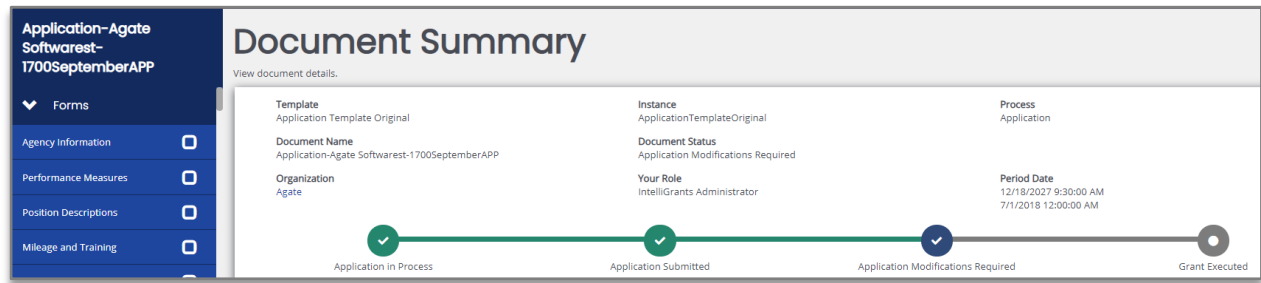 Application-Agate
Softwarest-
1700SeptemberAPP
Forms
Agency Information
Performance Measures
Position Descriptions
Mileage and Training
Document Summary
View document details.
Template
Application Template Original
Instance
ApplicationTemplateOriginal
Process
Application
Document Name
Application-Agate Softwarest-1700SeptemberAPP
Document Status
Application Modifications Required
Organization
Agate
Your Role
IntelliGrants Administrator
Period Date
12/18/2027 9:30:00 AM
7/1/2018 12:00:00 AM
Application in Process
Application Submitted
Application Modifications Required
Grant Executed